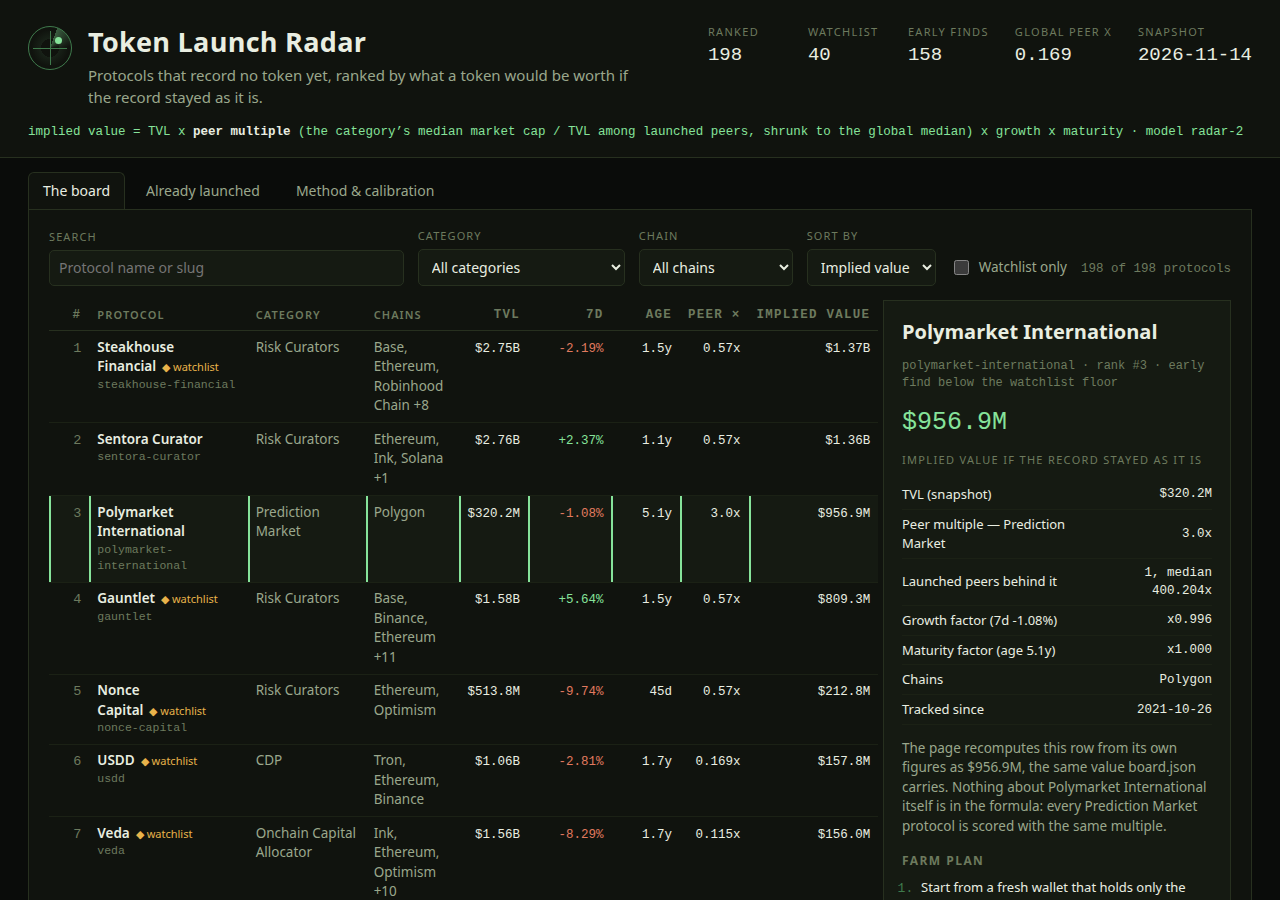 Token Launch Radar
Protocols that record no token yet, ranked by what a token would be worth if
the record stayed as it is.
RANKED
198
WATCHLIST
40
EARLY FINDS
158
GLOBAL PEER X
0.169
SNAPSHOT
2026-11-14
implied value = TVL x peer multiple (the category’s median market cap / TVL among launched peers, shrunk to the global median) x growth x maturity · model radar-2
The board
Already launched
Method & calibration
SEARCH
Protocol name or slug
CATEGORY
All categories
CHAIN
All chains
SORT BY
Implied value
Watchlist only
198 of 198 protocols
# PROTOCOL CATEGORY CHAINS TVL 7D AGE PEER × IMPLIED VALUE
1 Steakhouse Risk Curators Base, $2.75B -2.19% 1.5y 0.57x $1.37B
Financial ◆ watchlist Ethereum,
steakhouse-financial Robinhood
Chain +8
2 Sentora Curator Risk Curators Ethereum, $2.76B +2.37% 1.1y 0.57x $1.36B
sentora-curator Ink, Solana
+1
3 Polymarket Prediction Polygon $320.2M -1.08% 5.1y 3.0x $956.9M
International Market
polymarket-
international
4 Gauntlet ◆ watchlist Risk Curators Base, $1.58B +5.64% 1.5y 0.57x $809.3M
gauntlet Binance,
Ethereum
+11
5 Nonce Risk Curators Ethereum, $513.8M -9.74% 45d 0.57x $212.8M
Capital ◆ watchlist Optimism
nonce-capital
6 USDD ◆ watchlist CDP Tron, $1.06B -2.81% 1.7y 0.169x $157.8M
usdd Ethereum,
Binance
7 Veda ◆ watchlist Onchain Capital Ink, $1.56B -8.29% 1.7y 0.115x $156.0M
veda Allocator Ethereum,
Optimism
+10
Polymarket International
polymarket-international · rank #3 · early
find below the watchlist floor
$956.9M
IMPLIED VALUE IF THE RECORD STAYED AS IT IS
TVL (snapshot) $320.2M
Peer multiple — Prediction
Market 3.0x
Launched peers behind it 1, median
400.204x
Growth factor (7d -1.08%) x0.996
Maturity factor (age 5.1y) x1.000
Chains Polygon
Tracked since 2021-10-26
The page recomputes this row from its own
figures as $956.9M, the same value board.json
carries. Nothing about Polymarket International
itself is in the formula: every Prediction Market
protocol is scored with the same multiple.
FARM PLAN
1. Start from a fresh wallet that holds only the